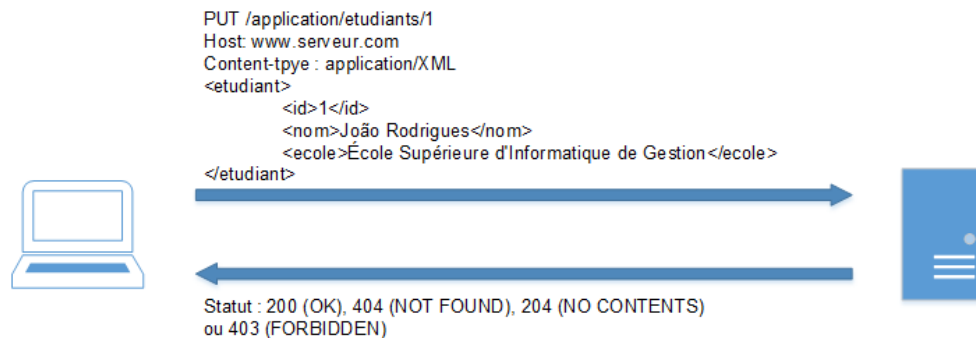 PUT /application/etudiants/1
Host: www.serveur.com
Content-tpye : application/XML
<etudiant>
<id>1</id>
<nom>João Rodrigues</nom>
<ecole>École Supérieure d'Informatique de Gestion</ecole>
</etudiant>
Statut : 200 (OK), 404 (NOT FOUND), 204 (NO CONTENTS)
ou 403 (FORBIDDEN)